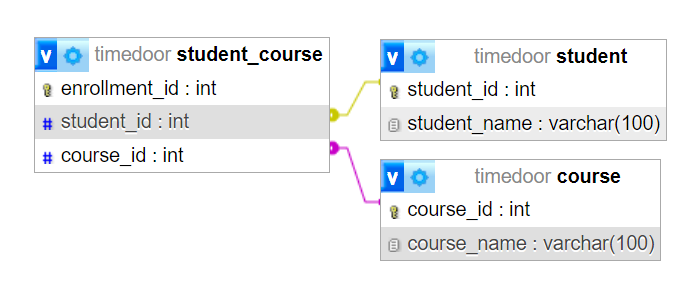 V timedoor student_course
enrollment_id : int
# student_id : int
# course_id : int
V timedoor student
student_id : int
student_name : varchar(100)
V timedoor course
course_id : int
course_name : varchar(100)